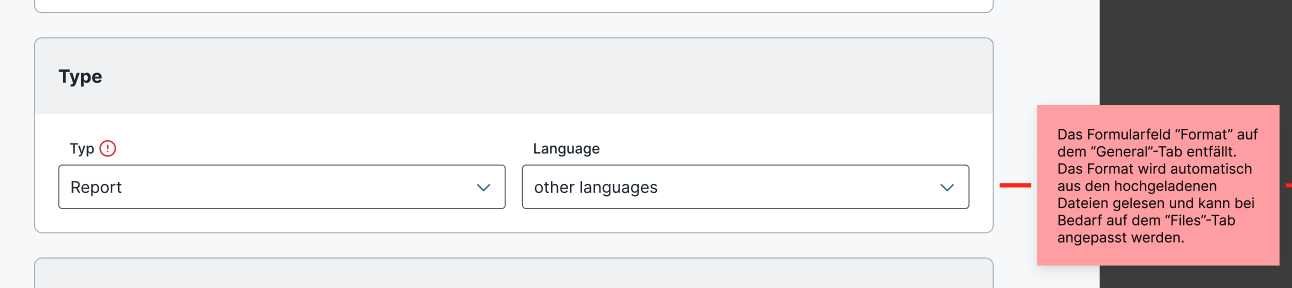 Type
Typ
Language
Report
other languages
Das Formularfeld “Format” auf
dem “General”-Tab entfällt.
Das Format wird automatisch
aus den hochgeladenen
Dateien gelesen und kann bei
Bedarf auf dem “Files”-Tab
angepasst werden.